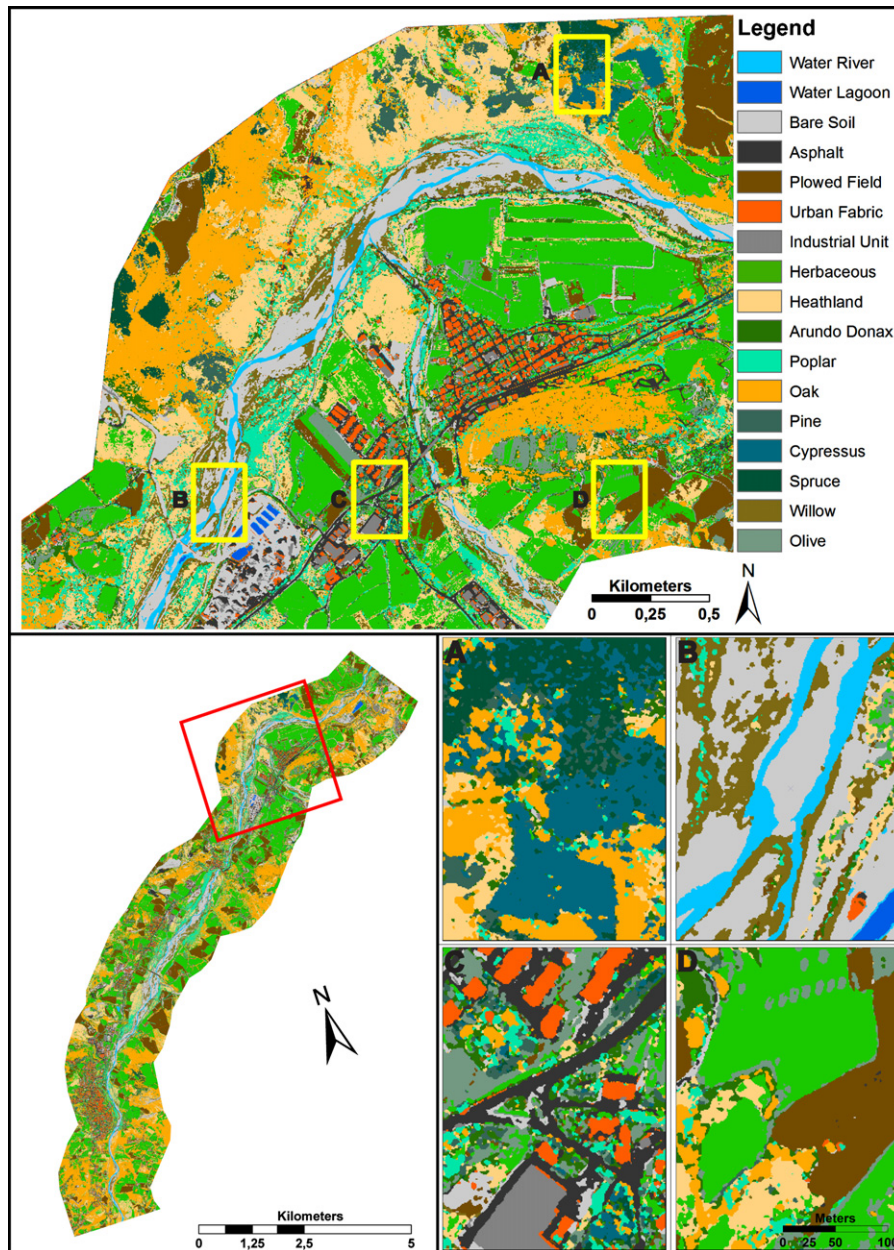 Legend
Water River
Water Lagoon
Bare Soil
Asphalt
Plowed Field
Urban Fabric
Industrial Unit
Herbaceous
Heathland
Arundo Donax
Poplar
Oak
Pine
Cypressus
Spruce
Willow
Olive
A
B
C
D
Kilometers
0 0,25 0,5
N
N
Kilometers
0 1,25 2,5 5
A
B
C
D
Meters
0 25 50 100